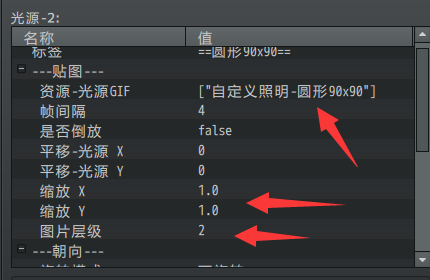 光源-2:
名称 值
标签 ==圆形90x90==
---贴图---
资源-光源GIF ["自定义照明-圆形90x90"]
帧间隔 4
是否倒放 false
平移-光源 X 0
平移-光源 Y 0
缩放 X 1.0
缩放 Y 1.0
图片层级 2
---朝向---